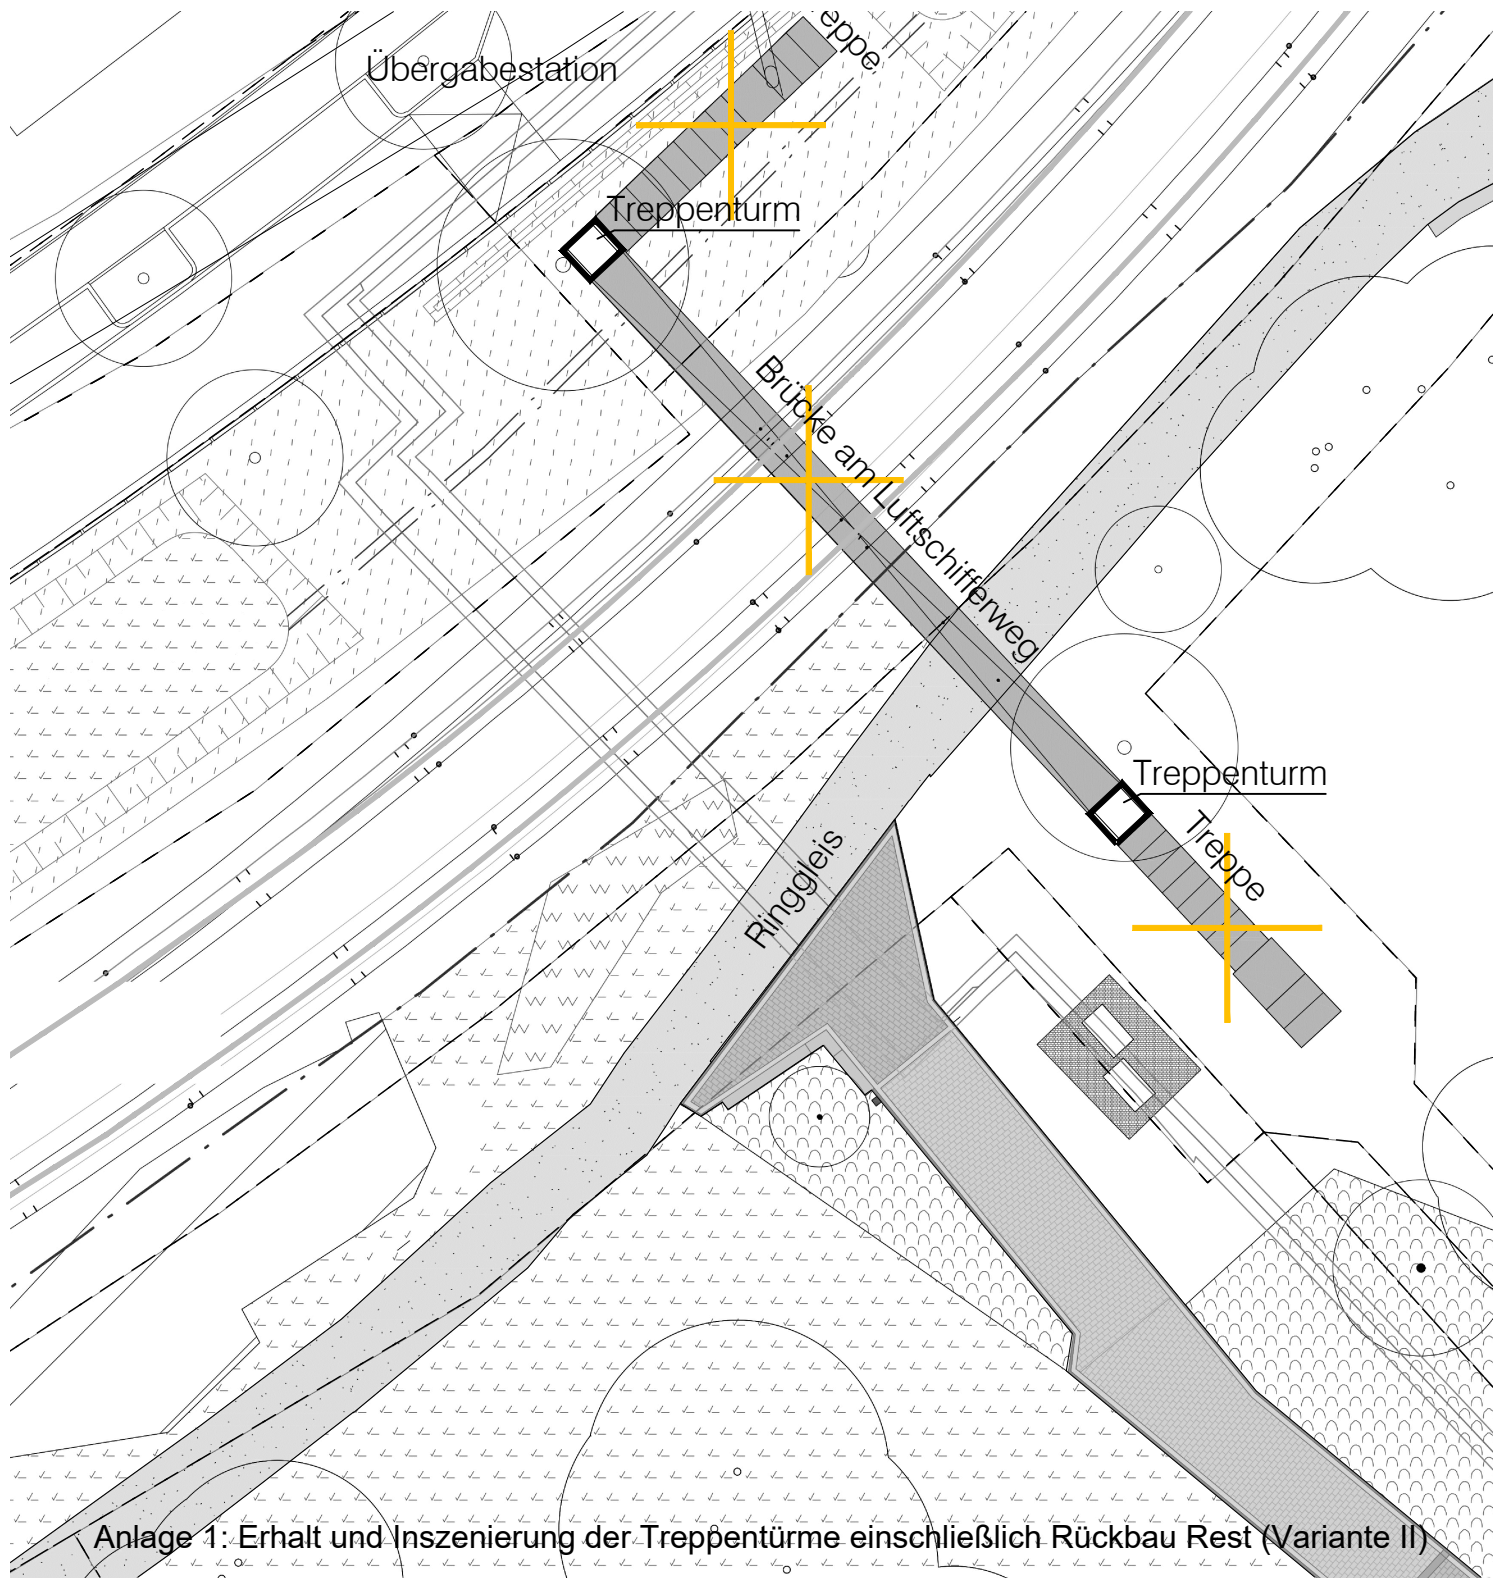 eppe
Übergabestation
Treppenturm
Brücke am Luftschifferweg
Treppenturm
Treppe
Ringgleis
Anlage 1: Erhalt und Inszenierung der Treppentürme einschließlich Rückbau Rest (Variante II)